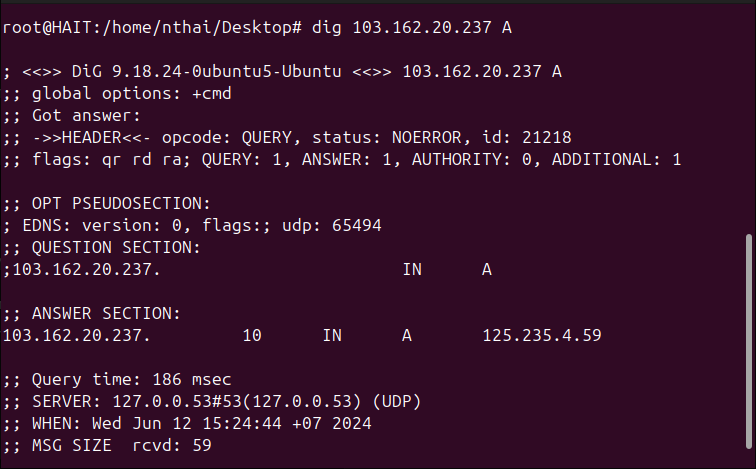 root@HAIT:/home/nthai/Desktop# dig 103.162.20.237 A
; <<>> DiG 9.18.24-0ubuntu5-Ubuntu <<>> 103.162.20.237 A
;; global options: +cmd
;; Got answer:
;; ->>HEADER<<- opcode: QUERY, status: NOERROR, id: 21218
;; flags: qr rd ra; QUERY: 1, ANSWER: 1, AUTHORITY: 0, ADDITIONAL: 1
;; OPT PSEUDOSECTION:
; EDNS: version: 0, flags:; udp: 65494
;; QUESTION SECTION:
;103.162.20.237. IN A
;; ANSWER SECTION:
103.162.20.237. 10 IN A 125.235.4.59
;; Query time: 186 msec
;; SERVER: 127.0.0.53#53(127.0.0.53) (UDP)
;; WHEN: Wed Jun 12 15:24:44 +07 2024
;; MSG SIZE  rcvd: 59